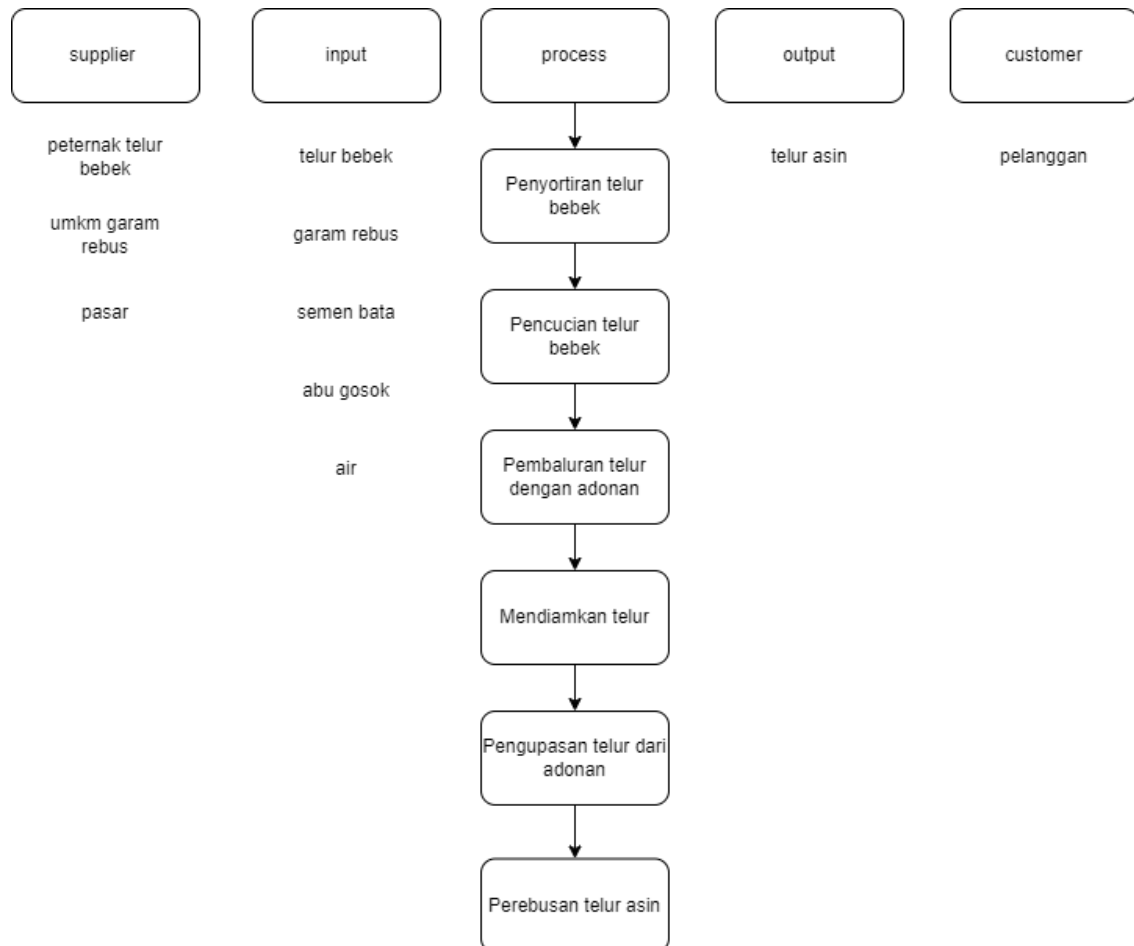 supplier
input
process
output
customer
peternak telur
bebek
umkm garam
rebus
pasar
telur bebek
garam rebus
semen bata
abu gosok
air
Penyortiran telur
bebek
Pencucian telur
bebek
Pembaluran telur
dengan adonan
Mendiamkan telur
Pengupasan telur dari
adonan
Perebusan telur asin
telur asin
pelanggan